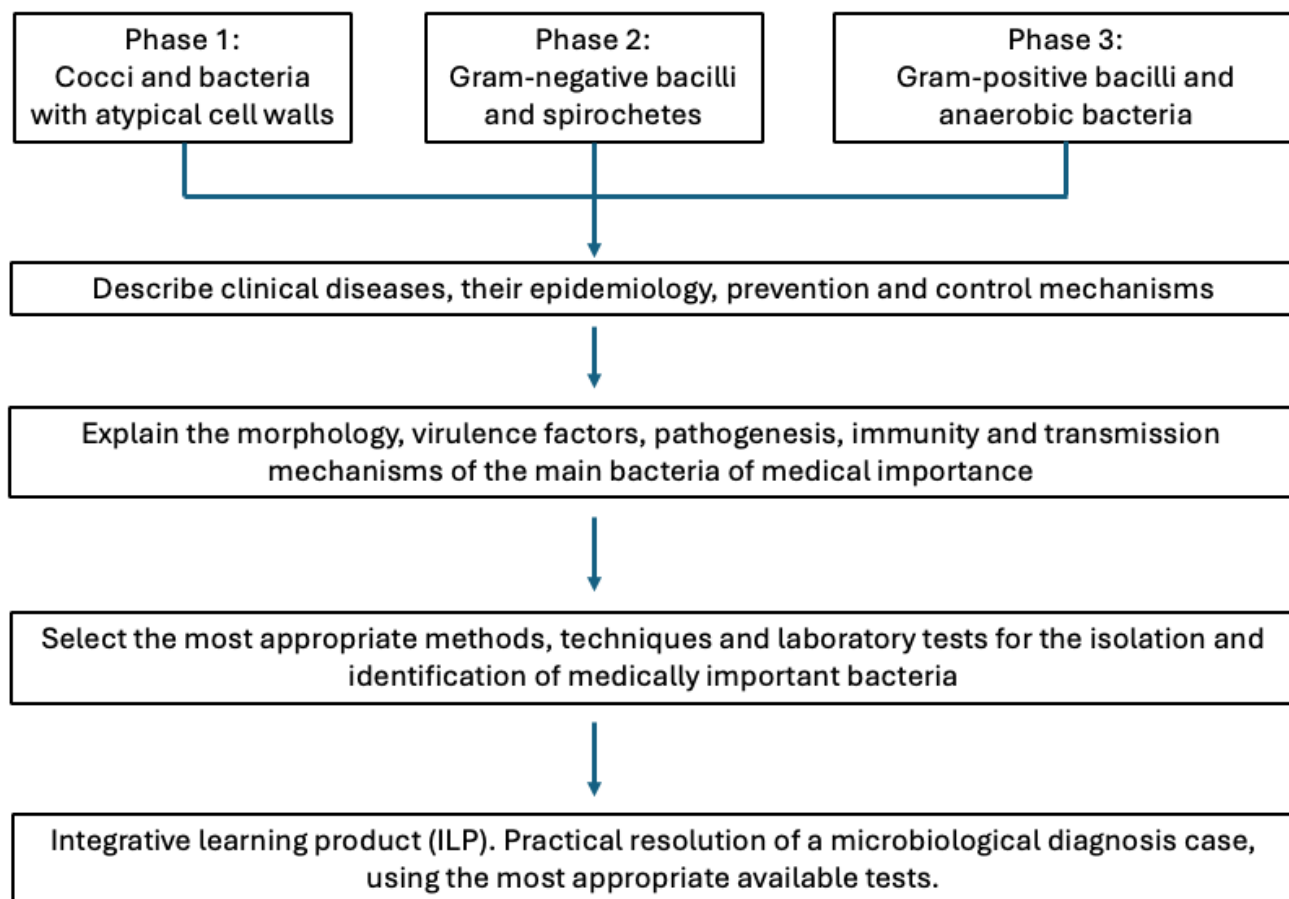 Phase 1:
Cocci and bacteria
with atypical cell walls
Phase 2:
Gram-negative bacilli
and spirochetes
Phase 3:
Gram-positive bacilli and
anaerobic bacteria
Describe clinical diseases, their epidemiology, prevention and control mechanisms
Explain the morphology, virulence factors, pathogenesis, immunity and transmission
mechanisms of the main bacteria of medical importance
Select the most appropriate methods, techniques and laboratory tests for the isolation and
identification of medically important bacteria
Integrative learning product (ILP). Practical resolution of a microbiological diagnosis case,
using the most appropriate available tests.